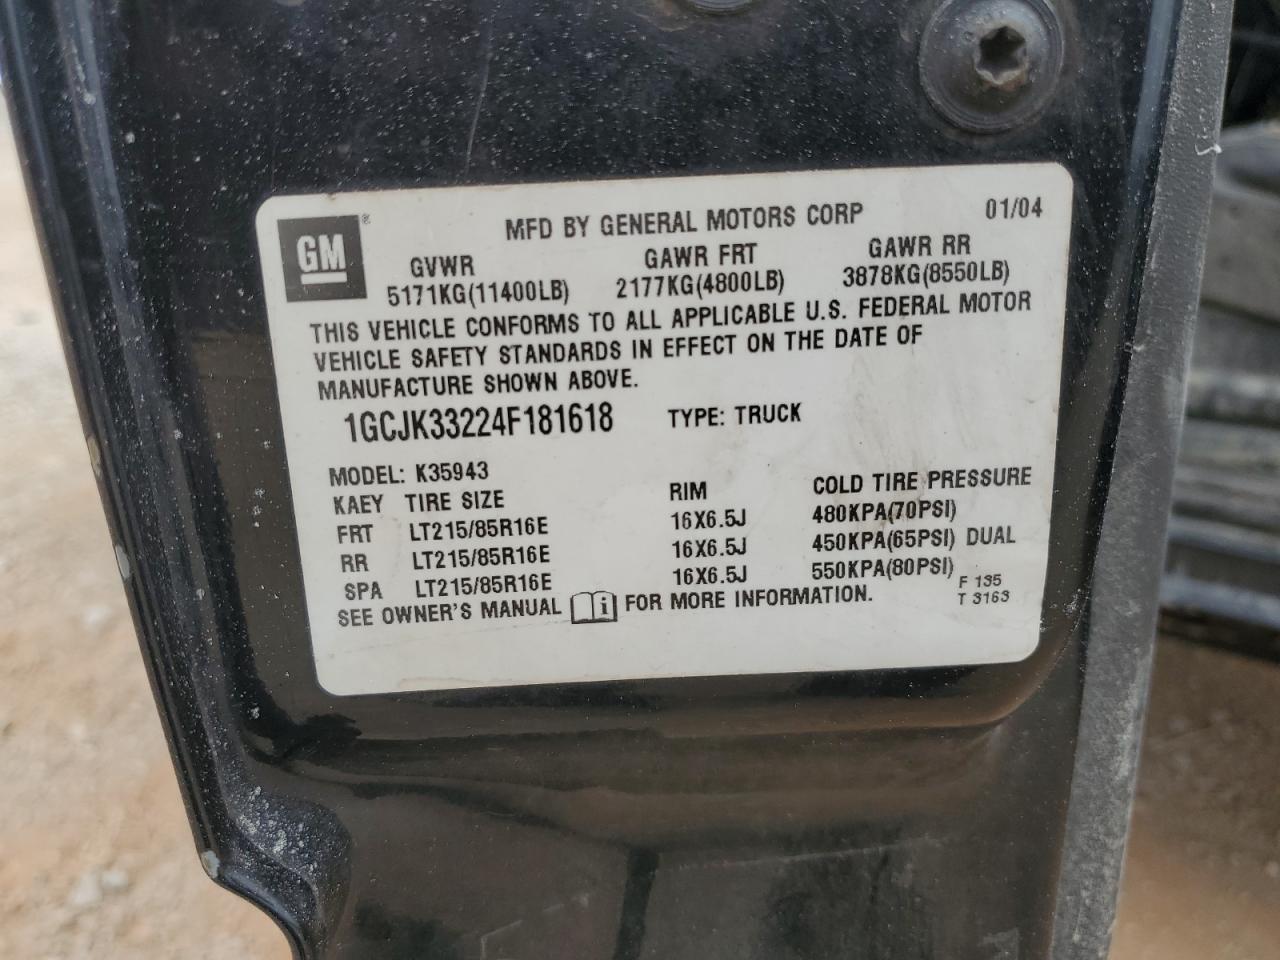 GM ®
MFD BY GENERAL MOTORS CORP 01/04
GVWR GAWR FRT GAWR RR
5171KG(11400LB) 2177KG(4800LB) 3878KG(8550LB)
THIS VEHICLE CONFORMS TO ALL APPLICABLE U.S. FEDERAL MOTOR
VEHICLE SAFETY STANDARDS IN EFFECT ON THE DATE OF
MANUFACTURE SHOWN ABOVE.
1GCJK33224F181618 TYPE: TRUCK
MODEL: K35943
KAEY TIRE SIZE RIM COLD TIRE PRESSURE
FRT LT215/85R16E 16X6.5J 480KPA(70PSI)
RR LT215/85R16E 16X6.5J 450KPA(65PSI) DUAL
SPA LT215/85R16E 16X6.5J 550KPA(80PSI)
SEE OWNER'S MANUAL i FOR MORE INFORMATION.
F 135
T 3163